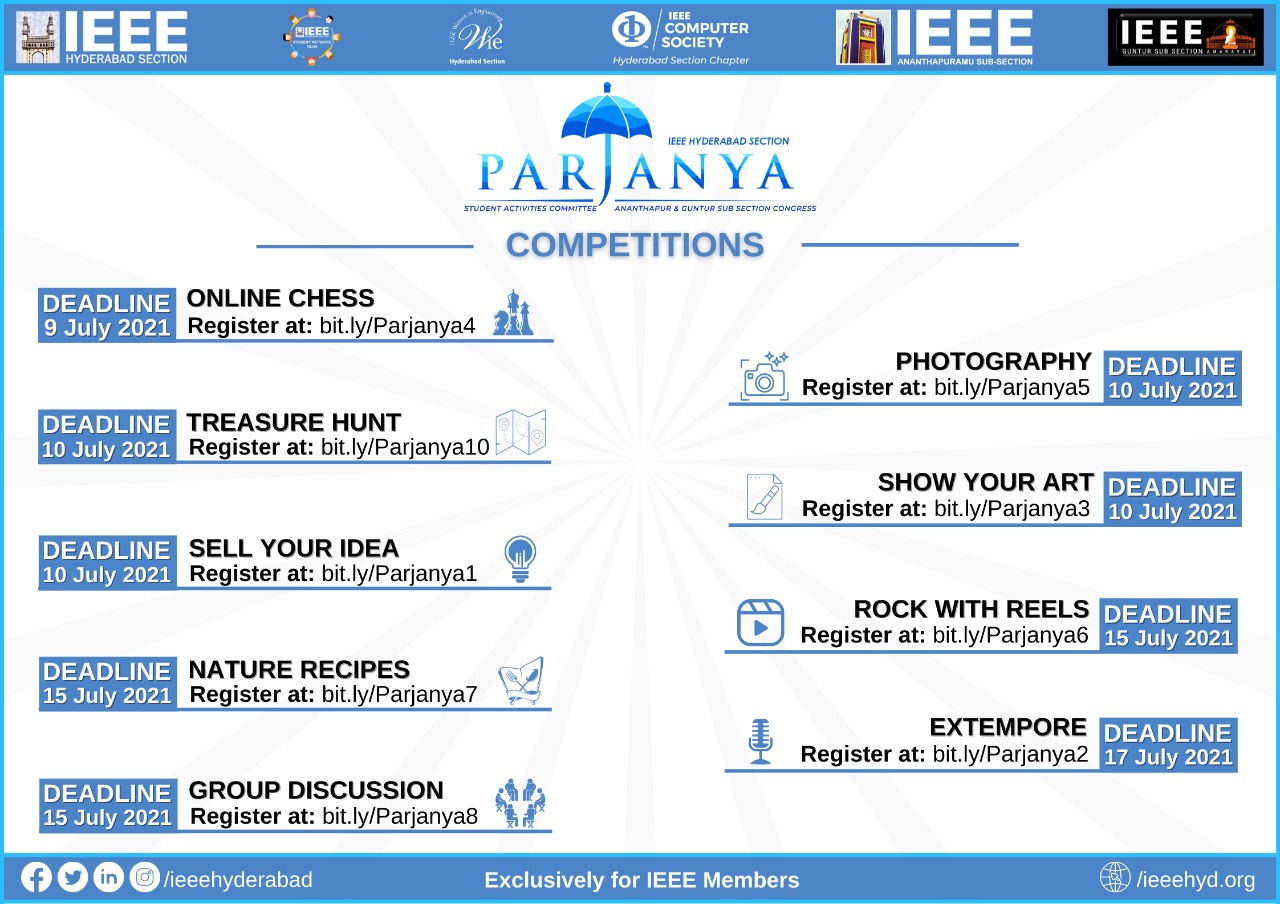 IEEE
HYDERABAD SECTION
IEEE
STUDENT NETWORK
TEAM
IEEE Women in Engineering
Wie
Hyderabad Section
IEEE
COMPUTER
SOCIETY
Hyderabad Section Chapter
IEEE
ANANTHAPURAMU SUB-SECTION
IEEE
GUNTUR SUB SECTION AMARAVATI
IEEE HYDERABAD SECTION
PARJANYA
STUDENT ACTIVITIES COMMITTEE ANANTHAPUR & GUNTUR SUB SECTION CONGRESS
COMPETITIONS
DEADLINE
9 July 2021
ONLINE CHESS
Register at: bit.ly/Parjanya4
PHOTOGRAPHY
Register at: bit.ly/Parjanya5
DEADLINE
10 July 2021
DEADLINE
10 July 2021
TREASURE HUNT
Register at: bit.ly/Parjanya10
SHOW YOUR ART
Register at: bit.ly/Parjanya3
DEADLINE
10 July 2021
DEADLINE
10 July 2021
SELL YOUR IDEA
Register at: bit.ly/Parjanya1
ROCK WITH REELS
Register at: bit.ly/Parjanya6
DEADLINE
15 July 2021
DEADLINE
15 July 2021
NATURE RECIPES
Register at: bit.ly/Parjanya7
EXTEMPORE
Register at: bit.ly/Parjanya2
DEADLINE
17 July 2021
DEADLINE
15 July 2021
GROUP DISCUSSION
Register at: bit.ly/Parjanya8
/ieeehyderabad
Exclusively for IEEE Members
/ieeehyd.org